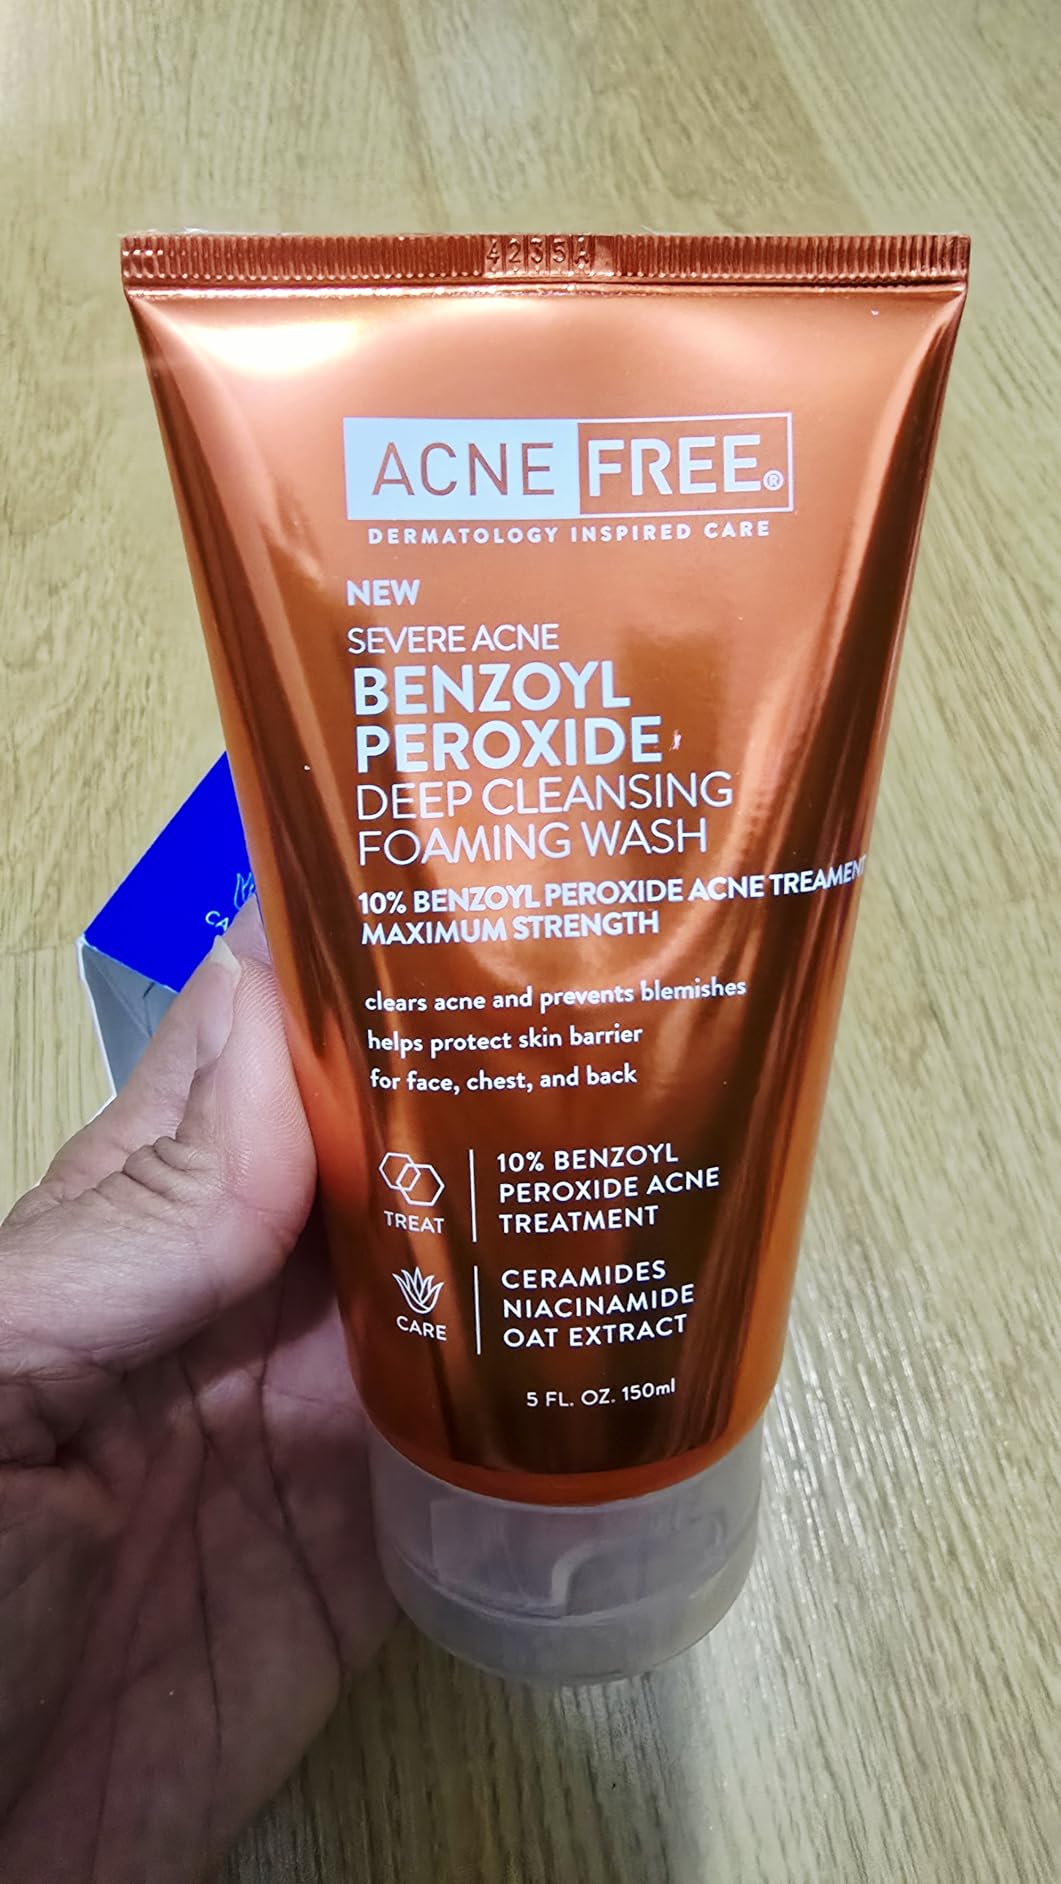 4235A
ACNE FREE®
DERMATOLOGY INSPIRED CARE
NEW
SEVERE ACNE
BENZOYL
PEROXIDE
DEEP CLEANSING
FOAMING WASH
10% BENZOYL PEROXIDE ACNE TREAMENT
MAXIMUM STRENGTH
clears acne and prevents blemishes
helps protect skin barrier
for face, chest, and back
TREAT
10% BENZOYL
PEROXIDE ACNE
TREATMENT
CARE
CERAMIDES
NIACINAMIDE
OAT EXTRACT
5 FL. OZ. 150ml